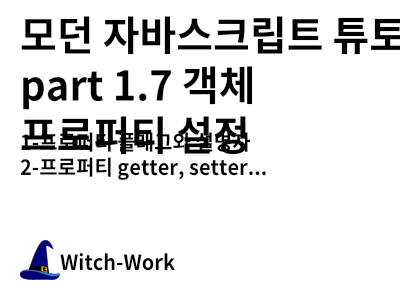 모던 자바스크립트 튜토
part 1.7 객체
프로퍼티 설정
1-프로퍼티 플래그와 설명자
2-프로퍼티 getter, setter...
Witch-Work